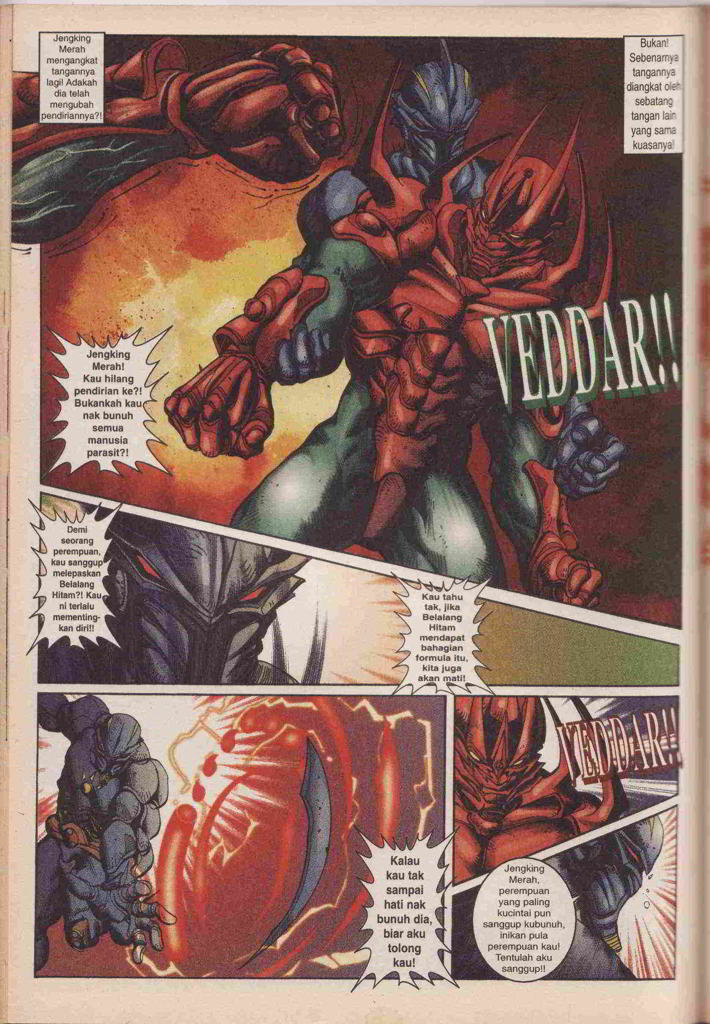 Jengking
Merah
mengangkat
tangannya
lagi! Adakah
dia telah
mengubah
pendiriannya?!
Bukan!
Sebenarnya
tangannya
diangkat oleh
sebatang
tangan lain
yang sama
kuasanya!
VEDDAR!!
Jengking
Merah!
Kau hilang
pendirian ke?!
Bukankah kau
nak bunuh
semua
manusia
parasit?!
Demi
seorang
perempuan,
kau sanggup
melepaskan
Belalang
Hitam?! Kau
ni terlalu
mementing-
kan diri!!
Kau tahu
tak, jika
Belalang
Hitam
mendapat
bahagian
formula itu,
kita juga
akan mati!
Kalau
kau tak
sampai
hati nak
bunuh dia,
biar aku
tolong
kau!
VEDDAR!!
Jengking
Merah,
perempuan
yang paling
kucintai pun
sanggup kubunuh,
inikan pula
perempuan kau!
Tentulah aku
sanggup!!